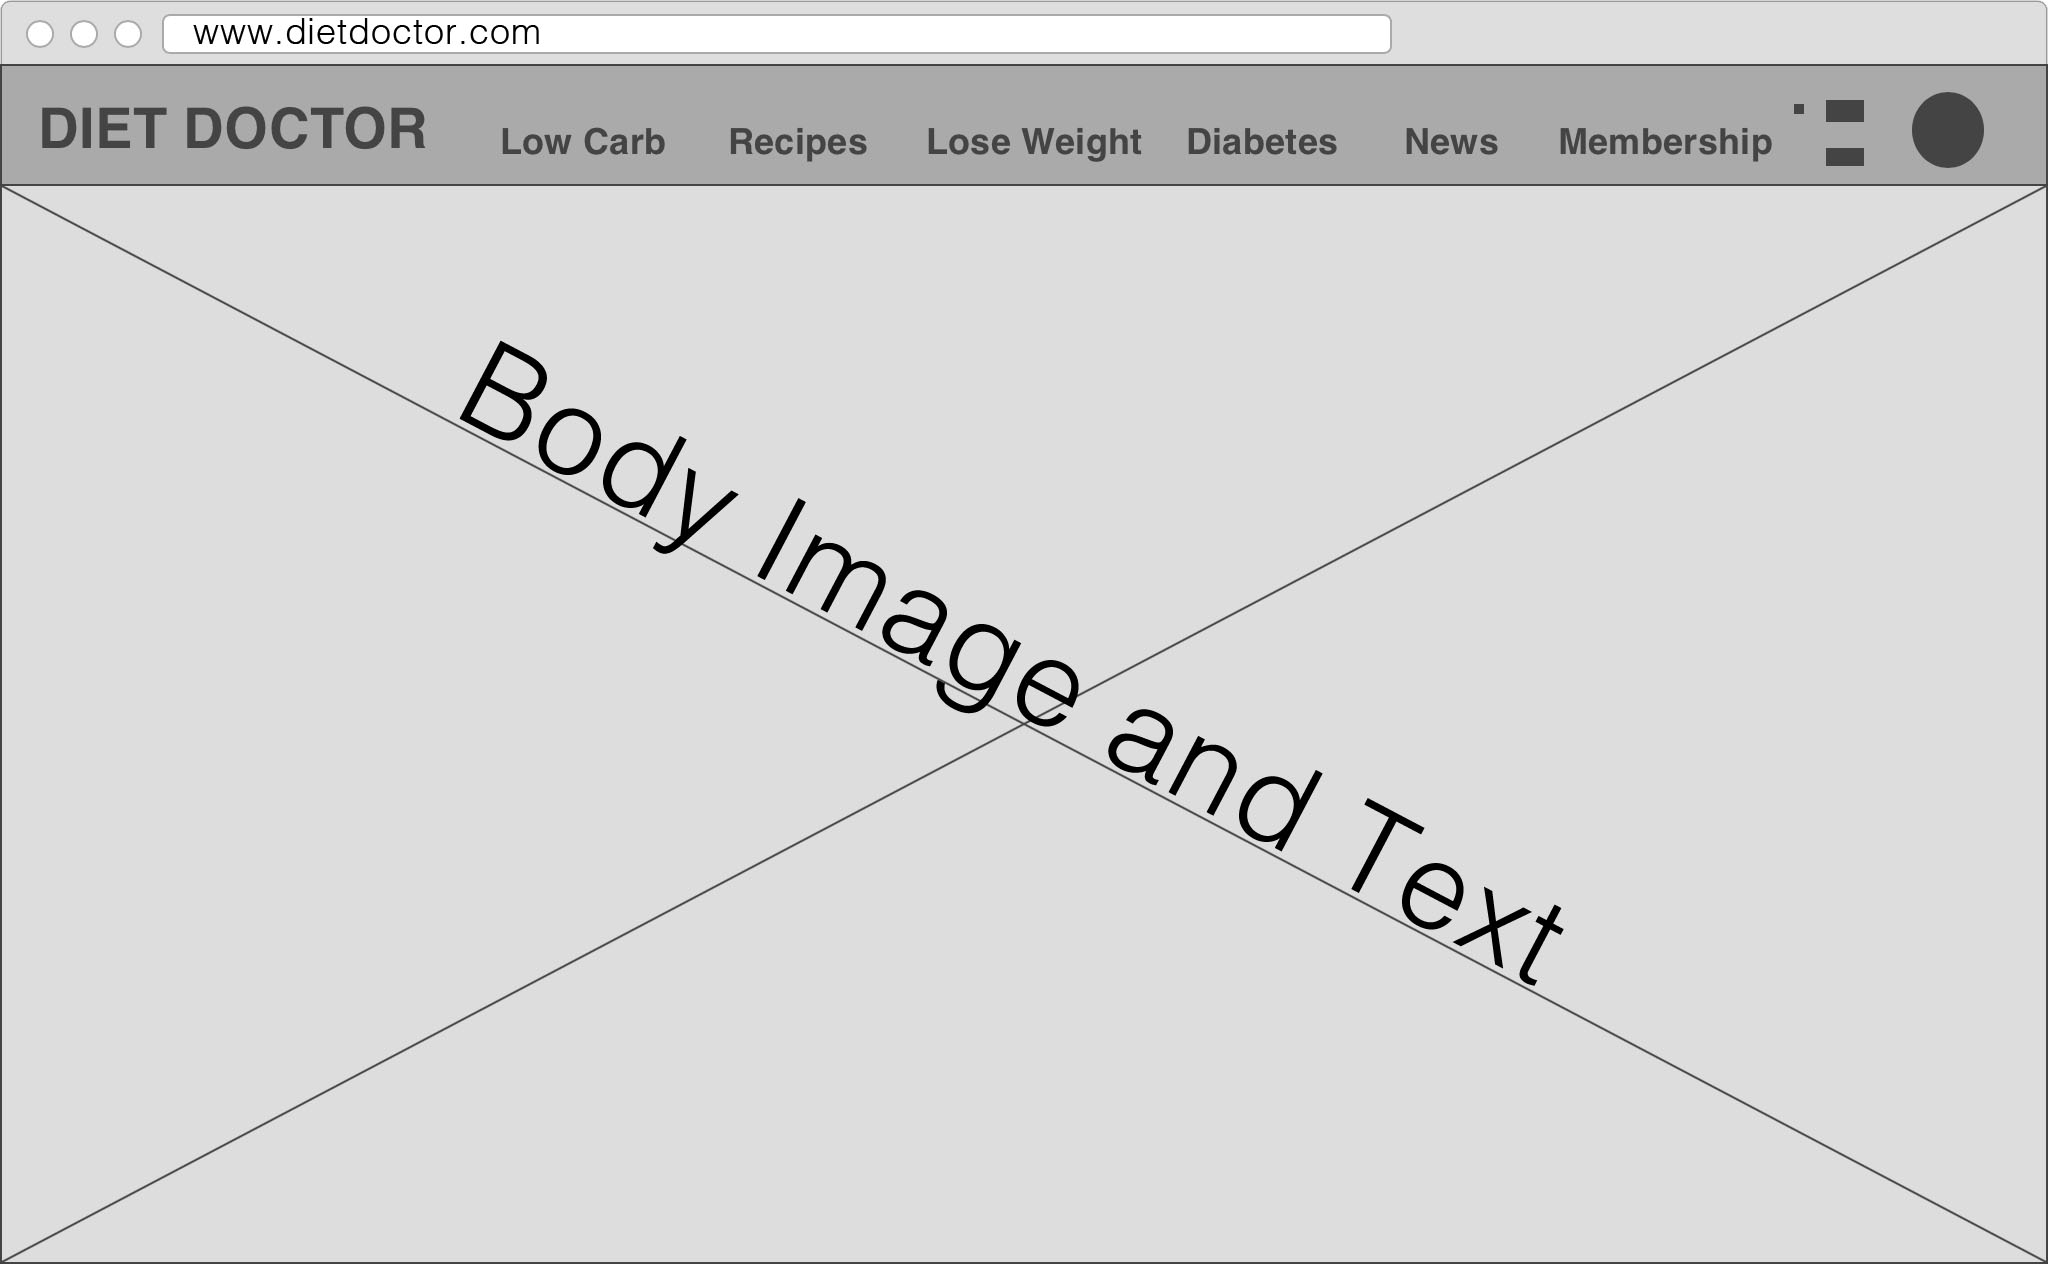 www.dietdoctor.com
DIET DOCTOR Low Carb Recipes Lose Weight Diabetes News Membership
Body Image and Text